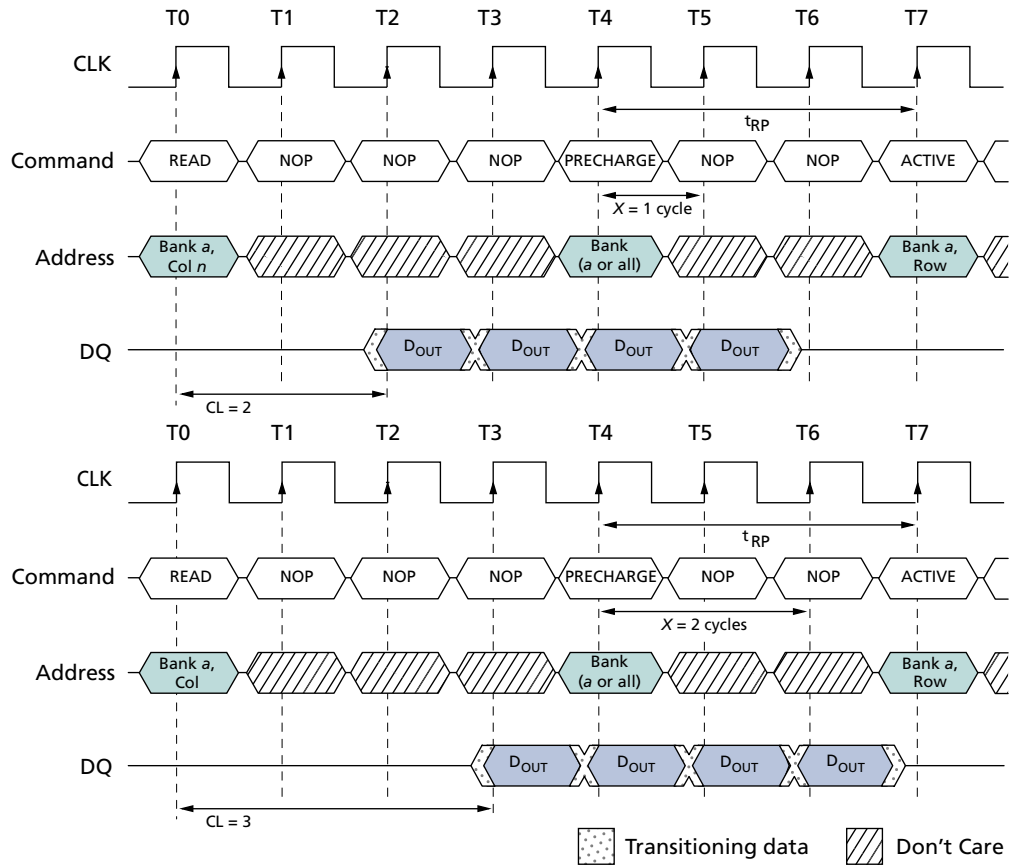 T0 T1 T2 T3 T4 T5 T6 T7
CLK
tRP
Command READ NOP NOP NOP PRECHARGE NOP NOP ACTIVE
X = 1 cycle
Address Bank a, Col n Bank (a or all) Bank a, Row
DQ DOUT DOUT DOUT DOUT
CL = 2
T0 T1 T2 T3 T4 T5 T6 T7
CLK
tRP
Command READ NOP NOP NOP PRECHARGE NOP NOP ACTIVE
X = 2 cycles
Address Bank a, Col Bank (a or all) Bank a, Row
DQ DOUT DOUT DOUT DOUT
CL = 3
Transitioning data Don't Care